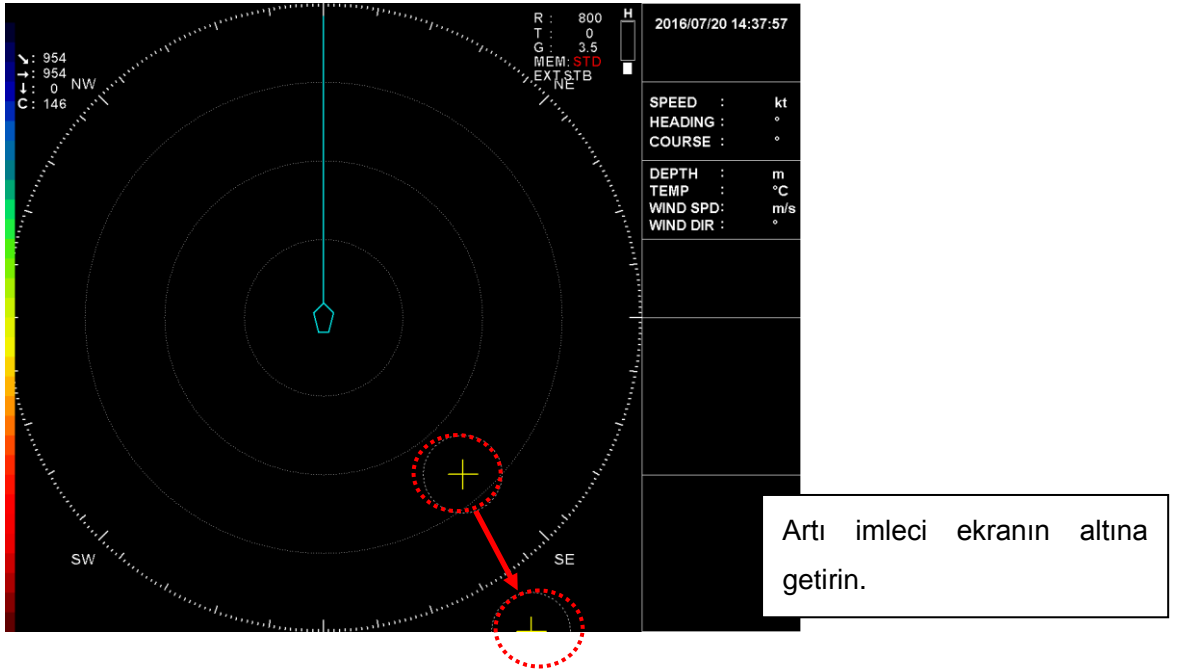 ↘: 954
→: 954
↓: 0
C: 146
NW
R : 800
T : 0
G : 3.5
MEM: STD
EXT.STB
NE
H
SW
SE
2016/07/20 14:37:57
SPEED : kt
HEADING : °
COURSE : °
DEPTH : m
TEMP : °C
WIND SPD: m/s
WIND DIR : °
Artı imleci ekranın altına
getirin.